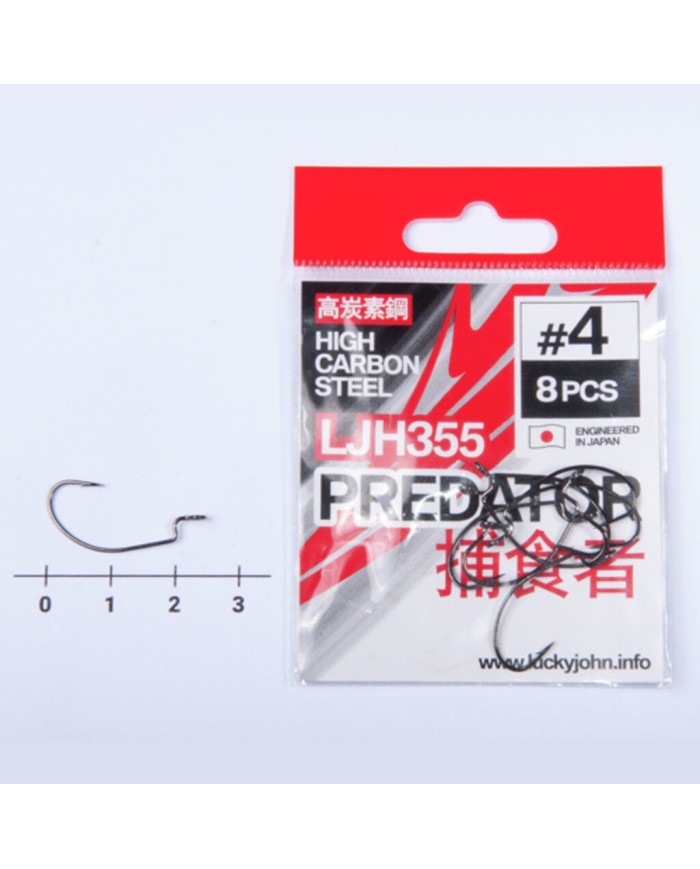 高炭素鋼
HIGH
CARBON
STEEL
#4
8 PCS
ENGINEERED
IN JAPAN
LJH355
PREDATOR
捕食者
www.luckyjohn.info
0 1 2 3